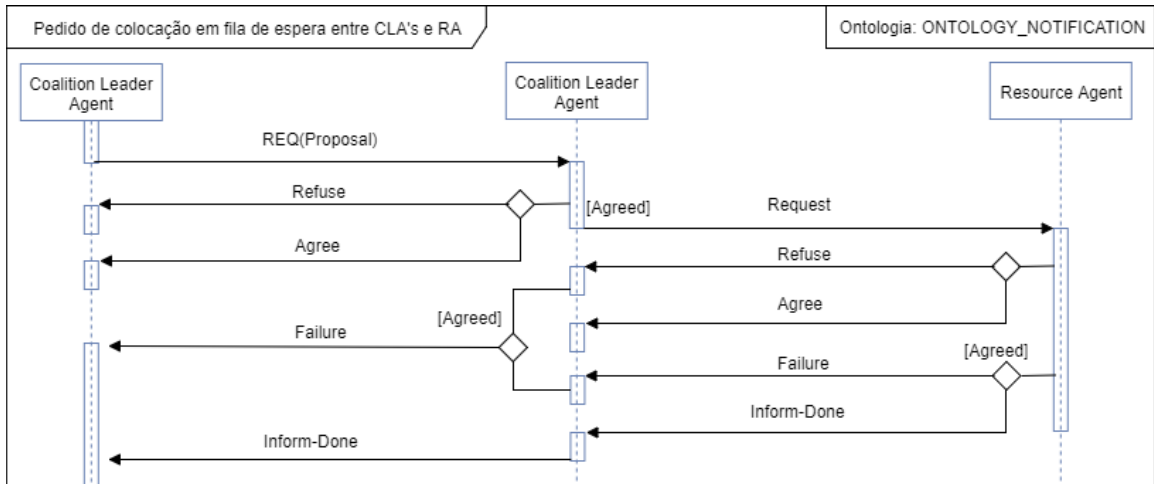 Pedido de colocação em fila de espera entre CLA's e RA
Ontologia: ONTOLOGY_NOTIFICATION
Coalition Leader
Agent
Coalition Leader
Agent
Resource Agent
REQ(Proposal)
Refuse
[Agreed]
Request
Agree
Refuse
Agree
[Agreed]
Failure
[Agreed]
Failure
Inform-Done
Inform-Done